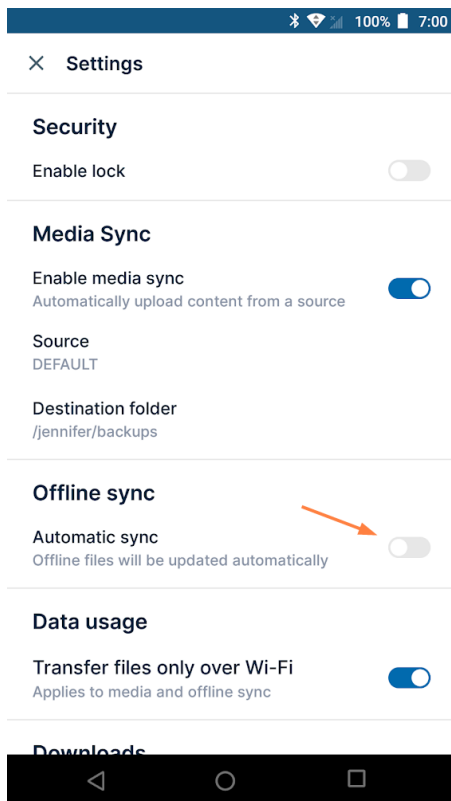 100% 7:00
Settings
Security
Enable lock
Media Sync
Enable media sync
Automatically upload content from a source
Source
DEFAULT
Destination folder
/jennifer/backups
Offline sync
Automatic sync
Offline files will be updated automatically
Data usage
Transfer files only over Wi-Fi
Applies to media and offline sync
Downloads